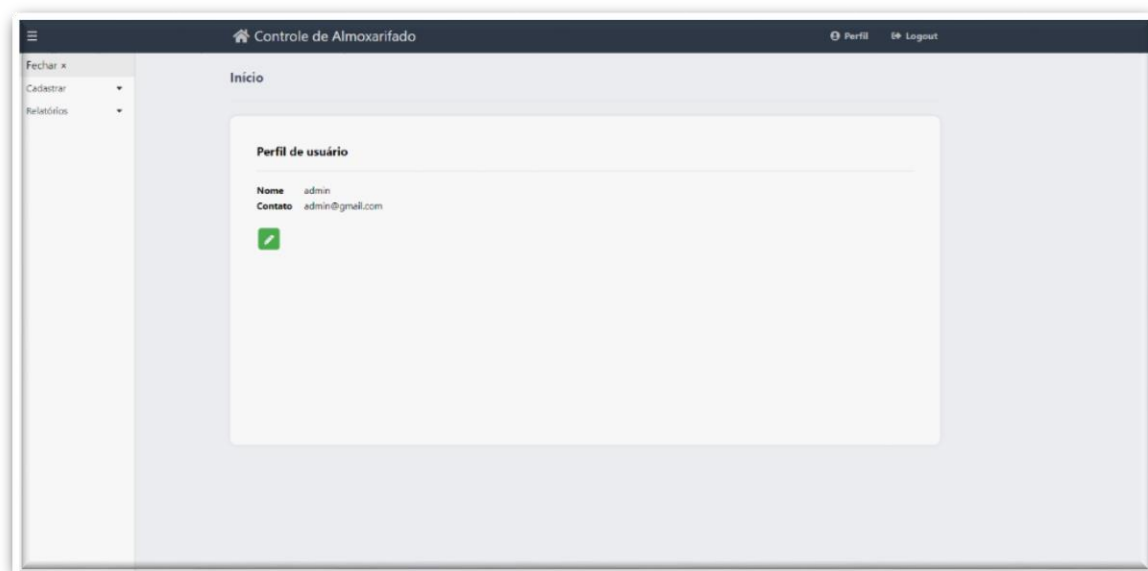 Controle de Almoxarifado
Perfil
Logout
Fechar ×
Cadastrar
Relatórios
Início
Perfil de usuário
Nome admin
Contato admin@gmail.com